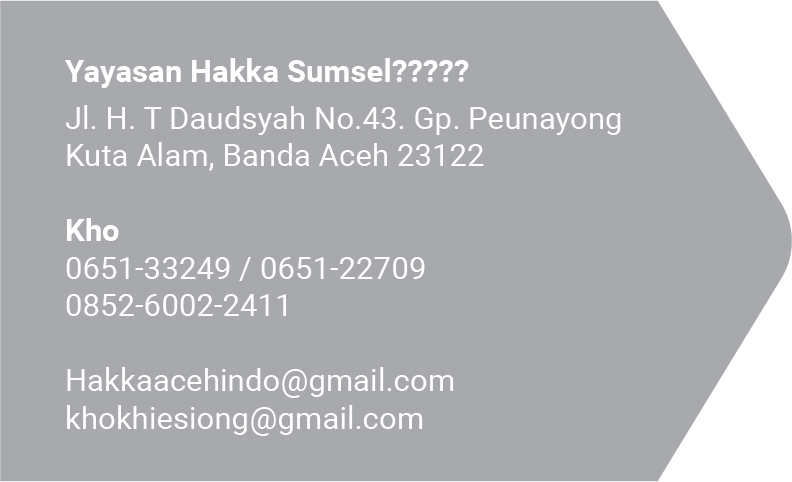 Yayasan Hakka Sumsel?????
Jl. H. T Daudsyah No.43. Gp. Peunayong
Kuta Alam, Banda Aceh 23122
Kho
0651-33249 / 0651-22709
0852-6002-2411
Hakkaacehindo@gmail.com
khokhiesiong@gmail.com